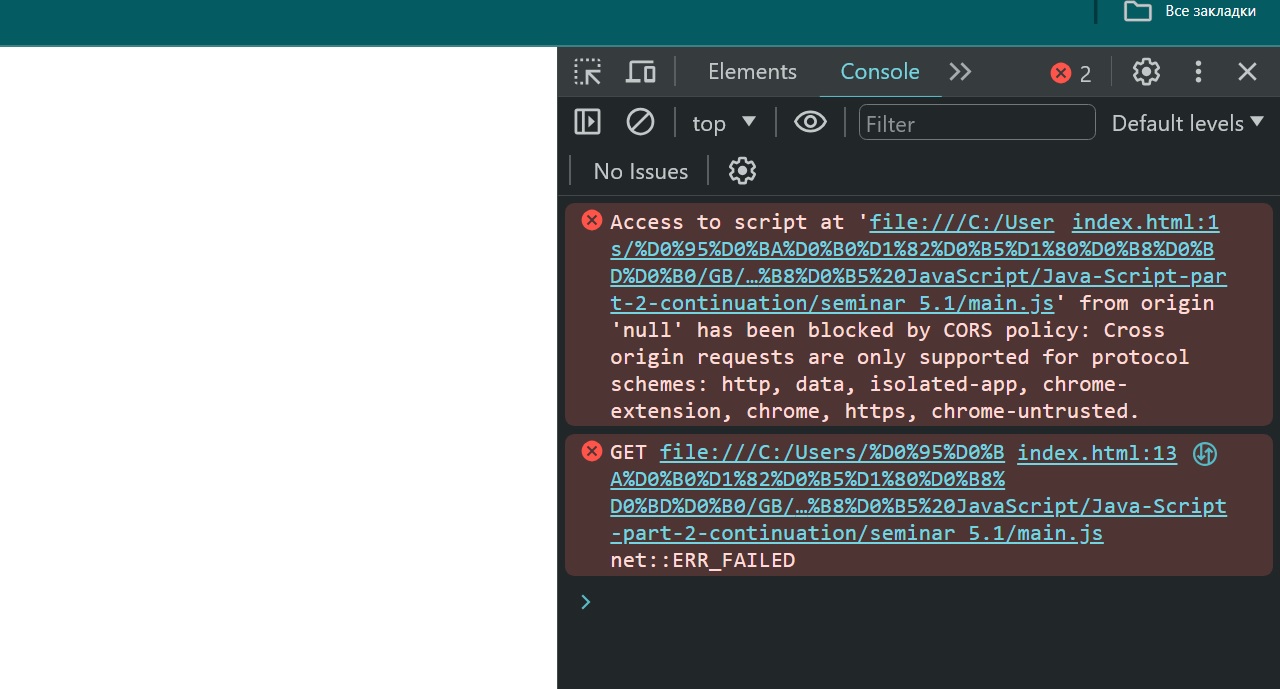 Все закладки
Elements Console 2
top Filter Default levels
No Issues
Access to script at 'file:///C:/User index.html:1
s/%D0%95%D0%BA%D0%B0%D1%82%D0%B5%D1%80%D0%B8%D0%B
D%D0%B0/GB/…%B8%D0%B5%20JavaScript/Java-Script-par
t-2-continuation/seminar_5.1/main.js' from origin
'null' has been blocked by CORS policy: Cross
origin requests are only supported for protocol
schemes: http, data, isolated-app, chrome-
extension, chrome, https, chrome-untrusted.
GET file:///C:/Users/%D0%95%D0%B index.html:13
A%D0%B0%D1%82%D0%B5%D1%80%D0%B8%
D0%BD%D0%B0/GB/…%B8%D0%B5%20JavaScript/Java-Script
-part-2-continuation/seminar_5.1/main.js
net::ERR_FAILED